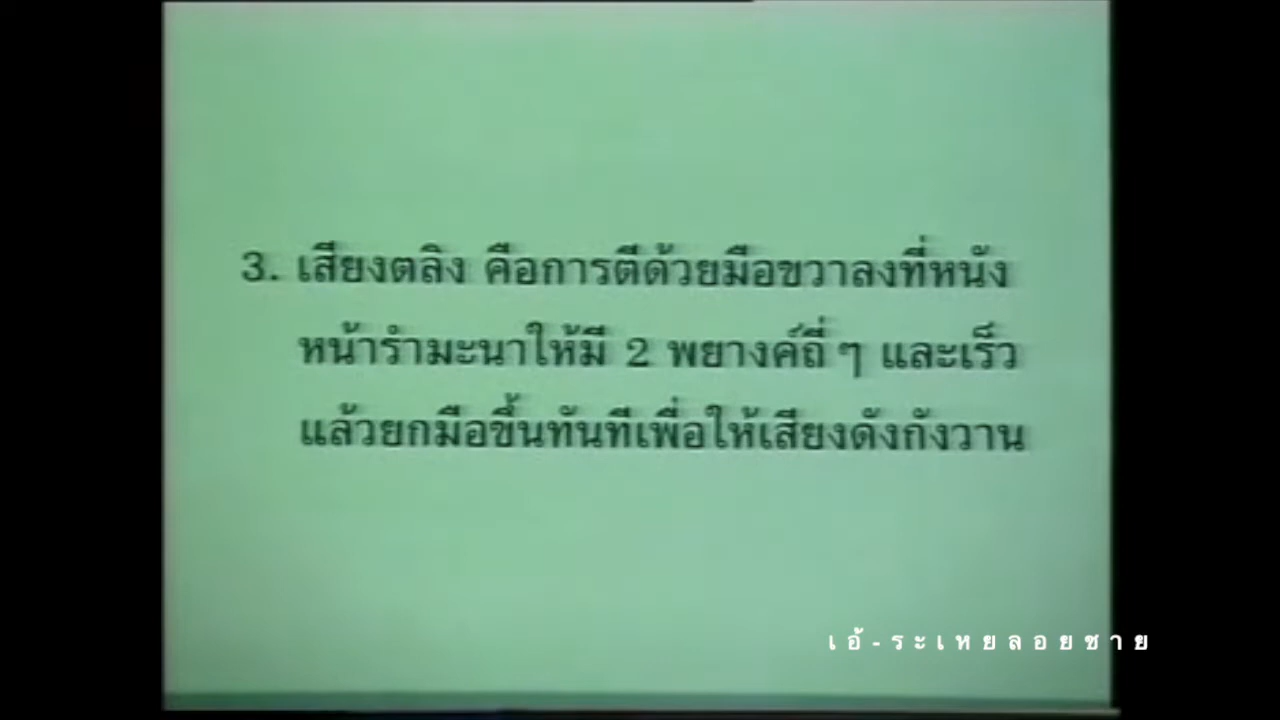 3. เสียงตลิง คือการตีด้วยมือขวาลงที่หนัง
หน้ารำมะนาให้มี 2 พยางค์ถี่ๆ และเร็ว
แล้วยกมือขึ้นทันทีเพื่อให้เสียงดังกังวาน
เอ้-ระเหยลอยชาย